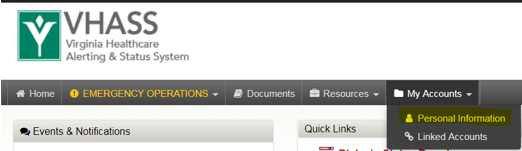 VHASS
Virginia Healthcare
Alerting & Status System
Home EMERGENCY OPERATIONS Documents Resources My Accounts
Personal Information
Linked Accounts
Events & Notifications
Quick Links